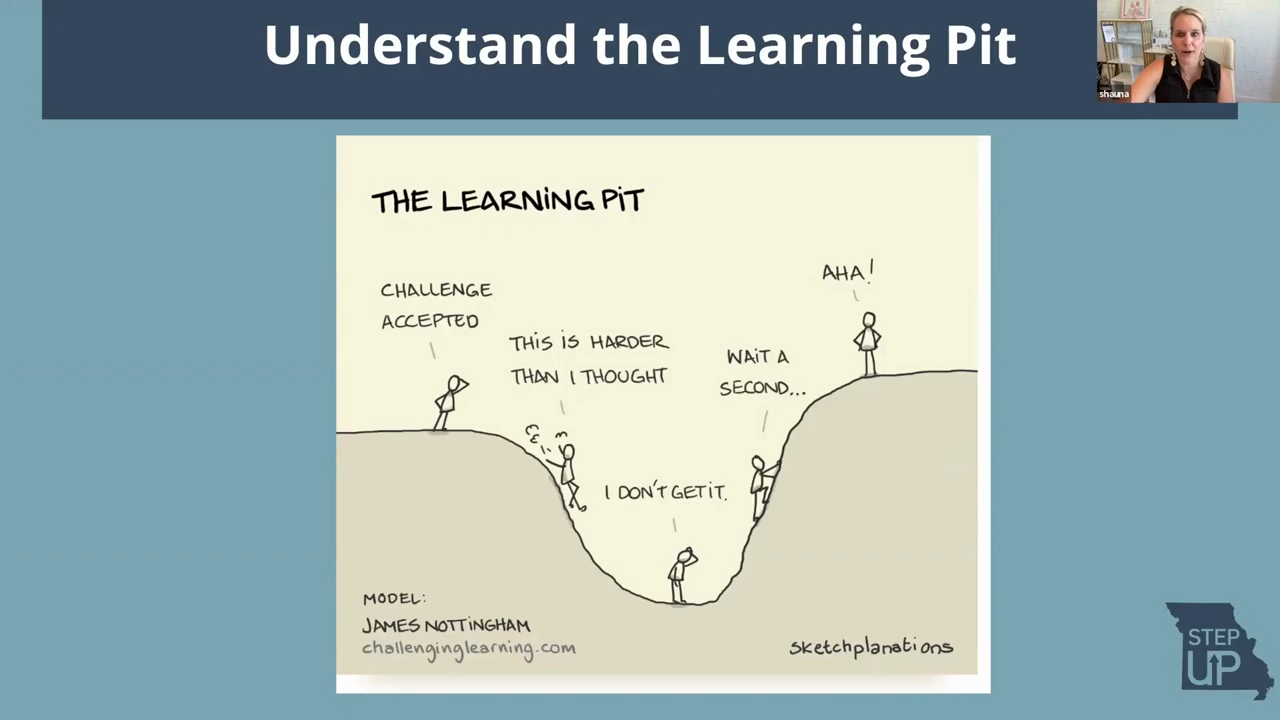 Understand the Learning Pit
shauna
THE LEARNING PIT
CHALLENGE
ACCEPTED
THIS IS HARDER
THAN I THOUGHT
I DON'T GET IT.
WAIT A
SECOND...
AHA!
MODEL:
JAMES NOTTINGHAM
challenginglearning.com
sketchplanations
STEP
UP